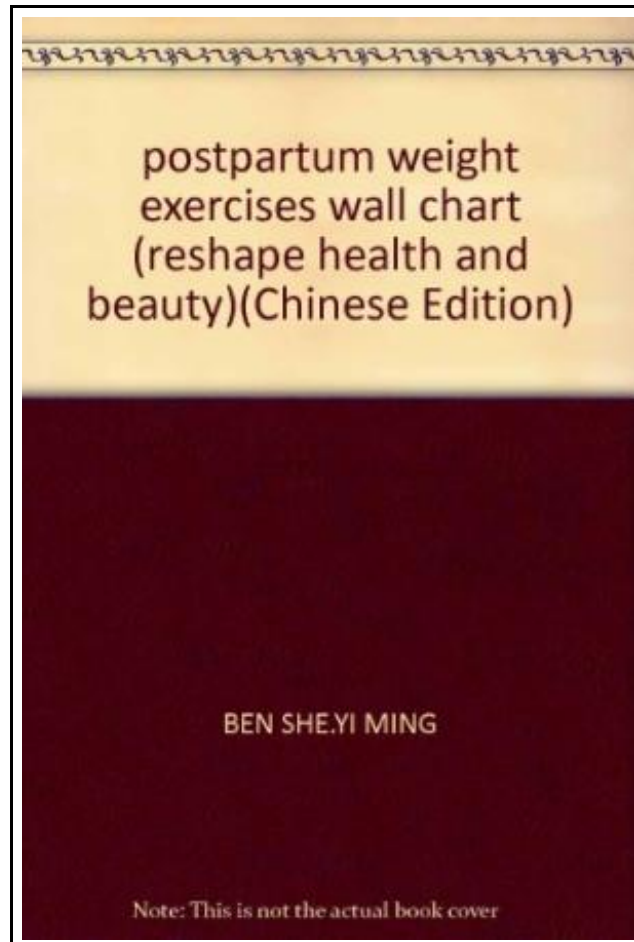 postpartum weight
exercises wall chart
(reshape health and
beauty)(Chinese Edition)
BEN SHE.YI MING
Note: This is not the actual book cover